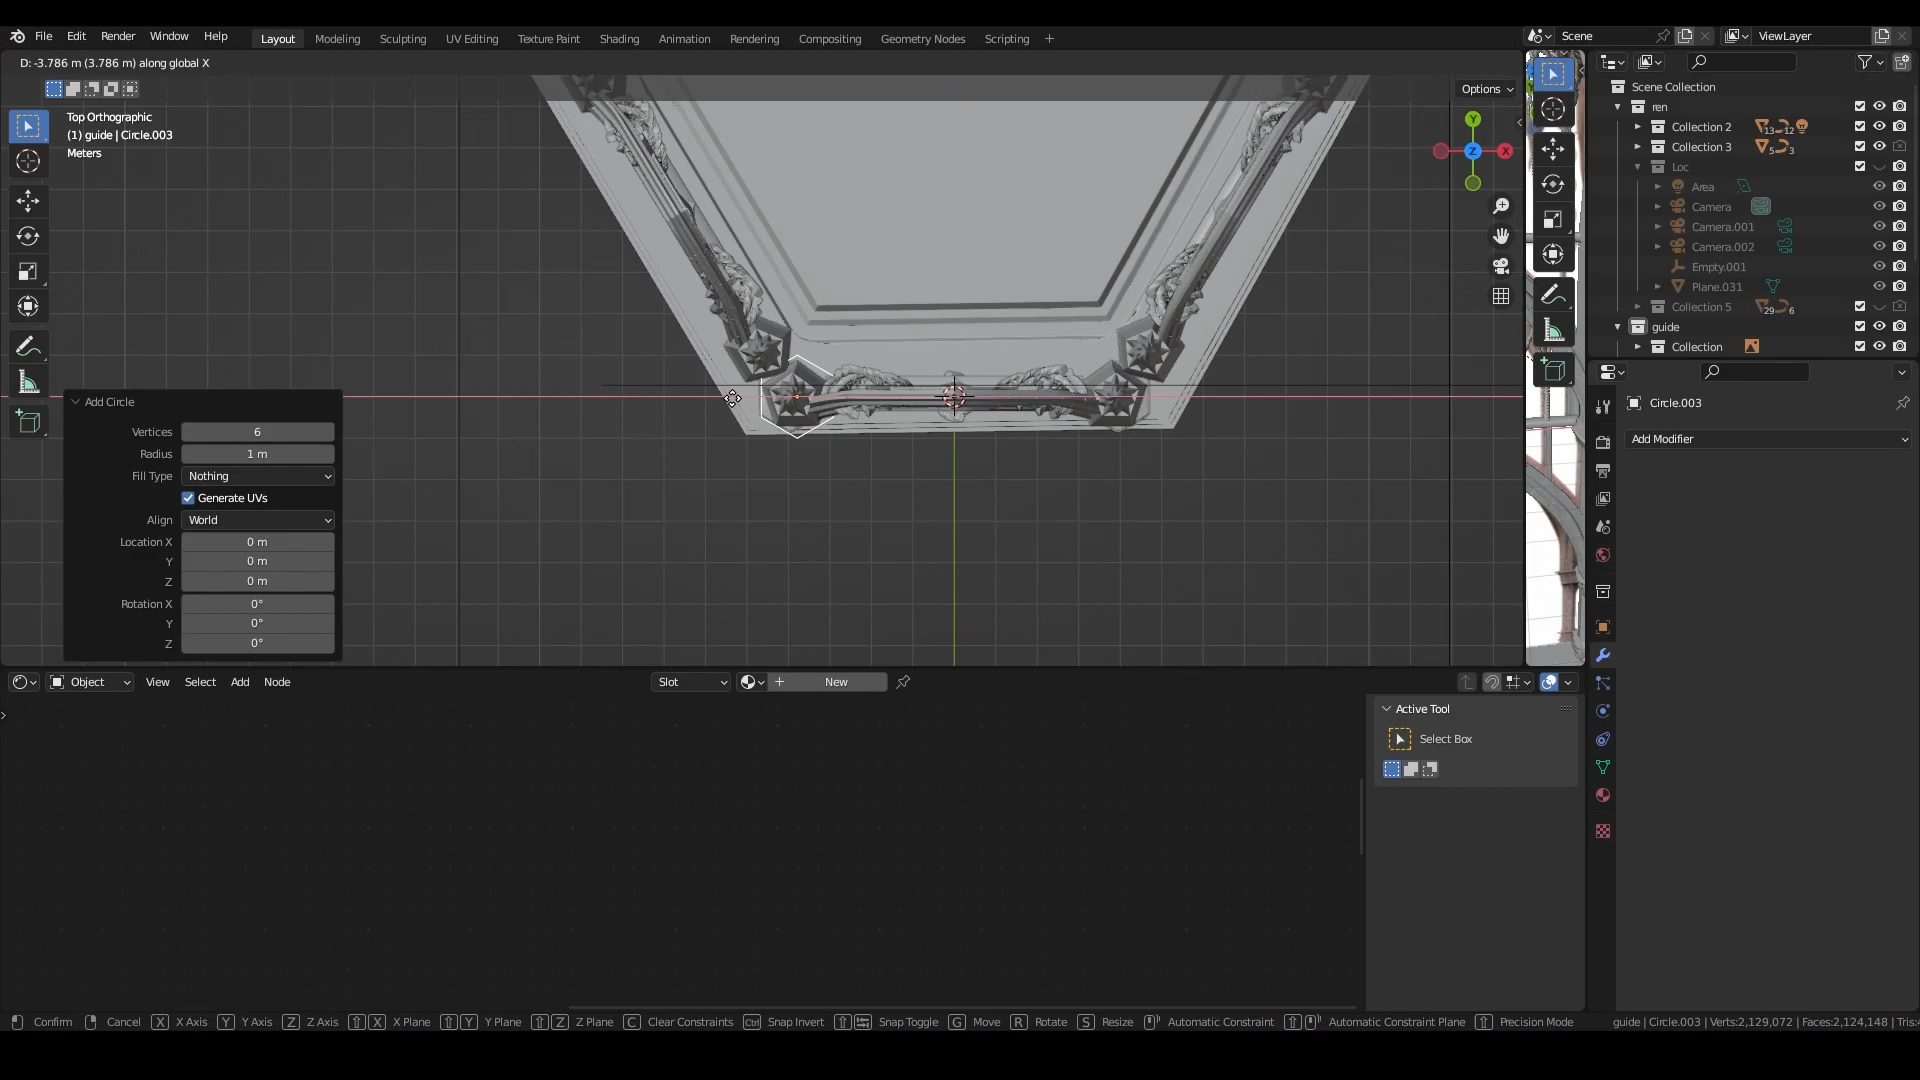 File Edit Render Window Help Layout Modeling Sculpting UV Editing Texture Paint Shading Animation Rendering Compositing Geometry Nodes Scripting + Scene ViewLayer
D: -3.786 m (3.786 m) along global X
Options
Top Orthographic
(1) guide | Circle.003
Meters
Y
X
Z
Scene Collection
ren
Collection 2 13 12
Collection 3 5 3
Loc
Area
Camera
Camera.001
Camera.002
Empty.001
Plane.031
Collection 5 29 6
guide
Collection
Circle.003
Add Modifier
Add Circle
Vertices 6
Radius 1 m
Fill Type Nothing
Generate UVs
Align World
Location X 0 m
Y 0 m
Z 0 m
Rotation X 0°
Y 0°
Z 0°
Object View Select Add Node Slot New
Active Tool
Select Box
Confirm Cancel X X Axis Y Y Axis Z Z Axis X X Plane Y Y Plane Z Z Plane C Clear Constraints Ctrl Snap Invert Snap Toggle G Move R Rotate S Resize Automatic Constraint Automatic Constraint Plane Precision Mode guide | Circle.003 | Verts:2,129,072 | Faces:2,124,148 | Tris: